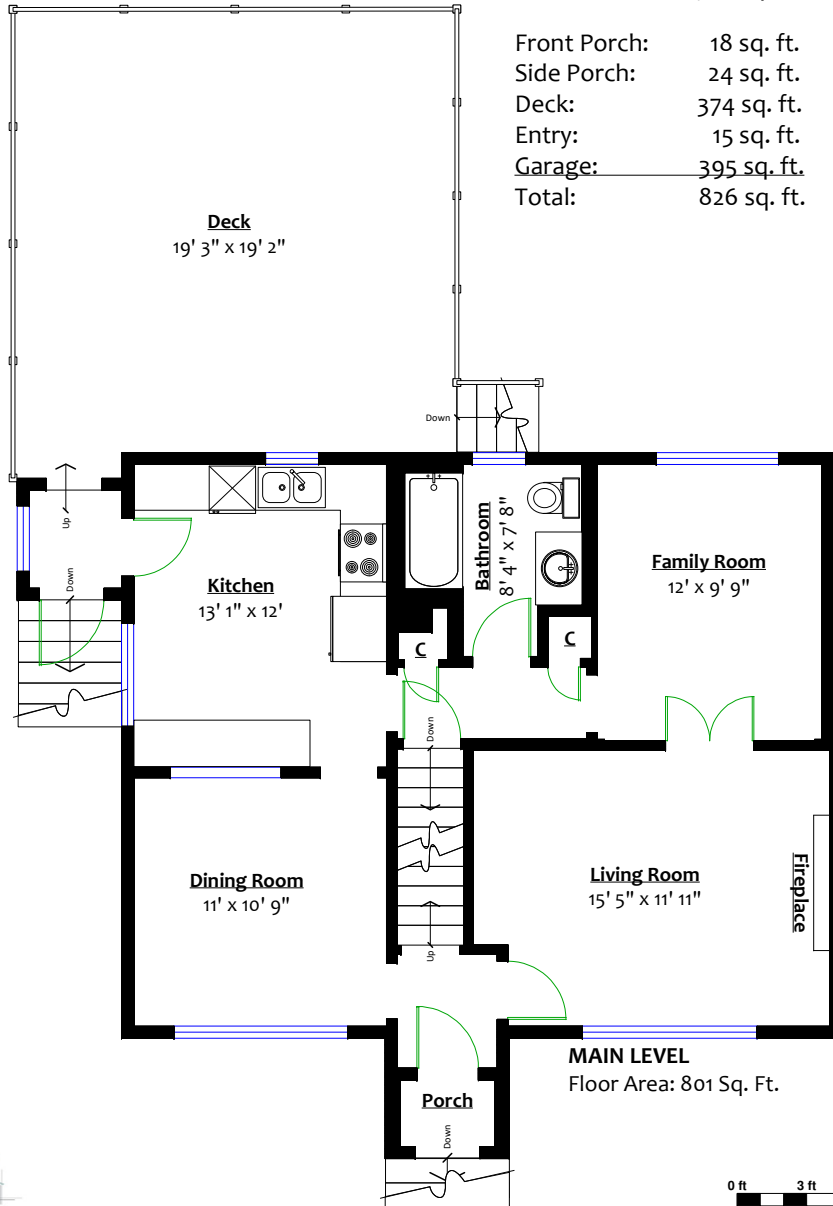 Front Porch: 18 sq. ft.
Side Porch: 24 sq. ft.
Deck: 374 sq. ft.
Entry: 15 sq. ft.
Garage: 395 sq. ft.
Total: 826 sq. ft.
Deck
19' 3" x 19' 2"
Down
Up
Down
Kitchen
13' 1" x 12'
Bathroom
8' 4" x 7' 8"
Family Room
12' x 9' 9"
C
C
Down
Dining Room
11' x 10' 9"
Living Room
15' 5" x 11' 11"
Fireplace
Up
MAIN LEVEL
Floor Area: 801 Sq. Ft.
Porch
Down
0 ft 3 ft